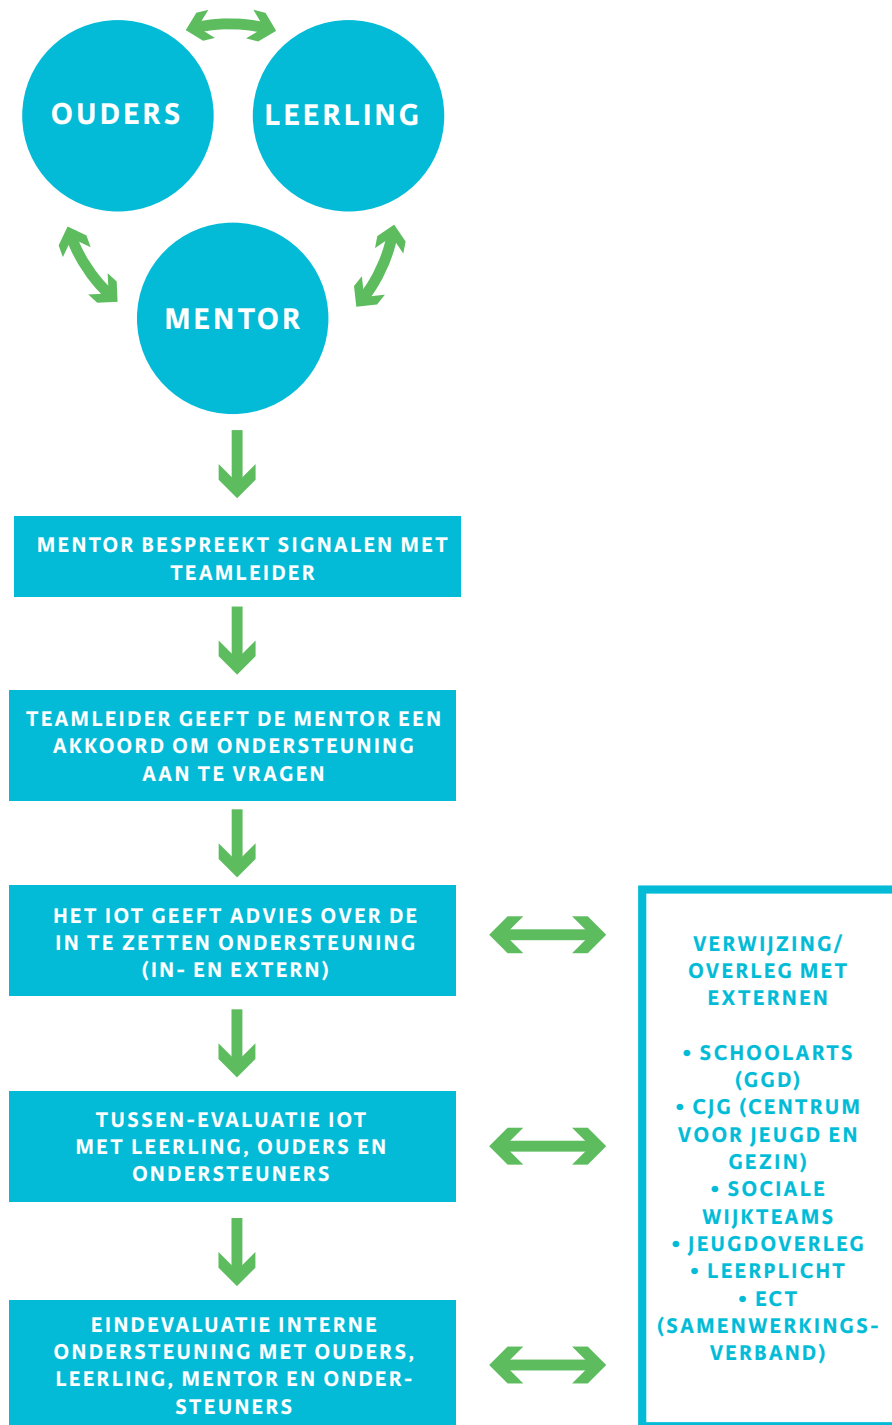 OUDERS
LEERLING
MENTOR
MENTOR BESPREEKT SIGNALEN MET
TEAMLEIDER
TEAMLEIDER GEEFT DE MENTOR EEN
AKKOORD OM ONDERSTEUNING
AAN TE VRAGEN
HET IOT GEEFT ADVIES OVER DE
IN TE ZETTEN ONDERSTEUNING
(IN- EN EXTERN)
TUSSEN-EVALUATIE IOT
MET LEERLING, OUDERS EN
ONDERSTEUNERS
EINDEVALUATIE INTERNE
ONDERSTEUNING MET OUDERS,
LEERLING, MENTOR EN ONDER-
STEUNERS
VERWIJZING/
OVERLEG MET
EXTERNEN
• SCHOOLARTS
(GGD)
• CJG (CENTRUM
VOOR JEUGD EN
GEZIN)
• SOCIALE
WIJKTEAMS
• JEUGDOVERLEG
• LEERPLICHT
• ECT
(SAMENWERKINGS-
VERBAND)